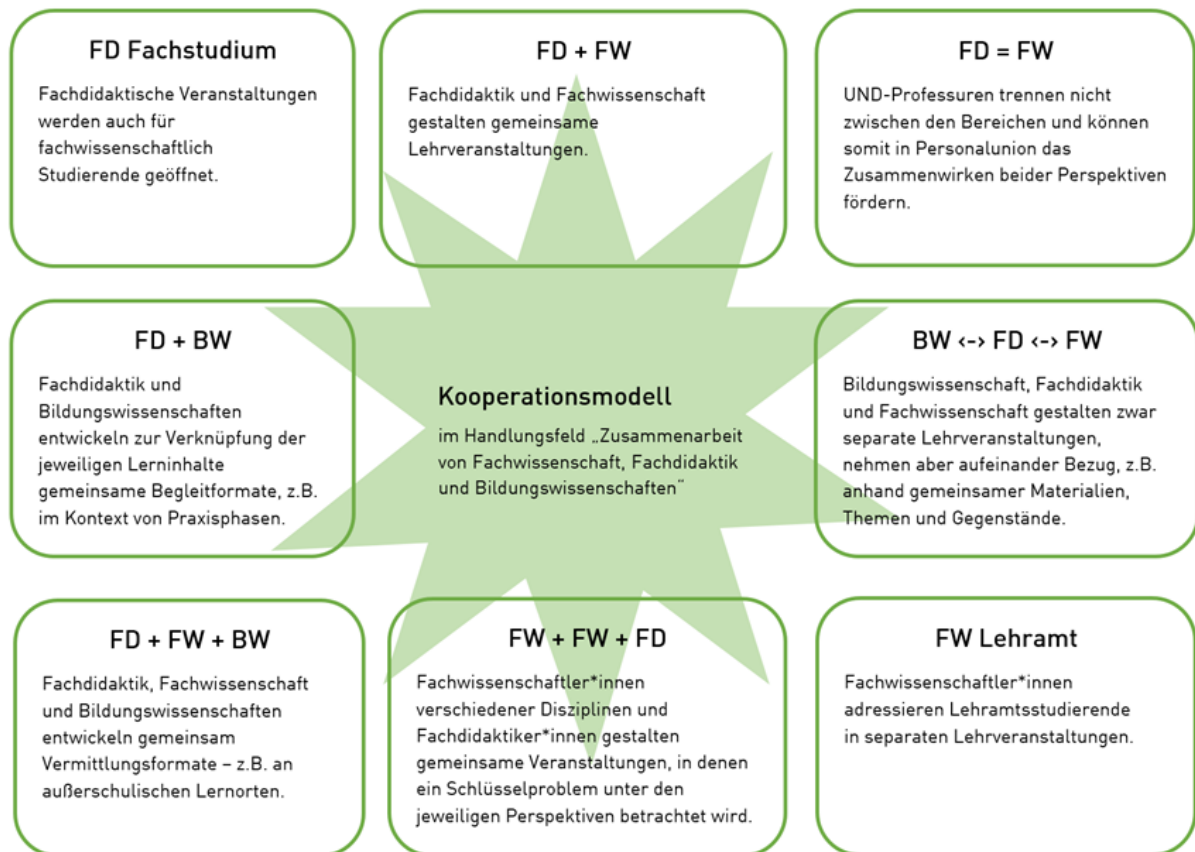 FD Fachstudium
Fachdidaktische Veranstaltungen
werden auch für
fachwissenschaftlich
Studierende geöffnet.
FD + FW
Fachdidaktik und Fachwissenschaft
gestalten gemeinsame
Lehrveranstaltungen.
FD = FW
UND-Professuren trennen nicht
zwischen den Bereichen und können
somit in Personalunion das
Zusammenwirken beider Perspektiven
fördern.
FD + BW
Fachdidaktik und
Bildungswissenschaften
entwickeln zur Verknüpfung der
jeweiligen Lerninhalte
gemeinsame Begleitformate, z.B.
im Kontext von Praxisphasen.
Kooperationsmodell
im Handlungsfeld „Zusammenarbeit
von Fachwissenschaft, Fachdidaktik
und Bildungswissenschaften“
BW <-> FD <-> FW
Bildungswissenschaft, Fachdidaktik
und Fachwissenschaft gestalten zwar
separate Lehrveranstaltungen,
nehmen aber aufeinander Bezug, z.B.
anhand gemeinsamer Materialien,
Themen und Gegenstände.
FD + FW + BW
Fachdidaktik, Fachwissenschaft
und Bildungswissenschaften
entwickeln gemeinsam
Vermittlungsformate – z.B. an
außerschulischen Lernorten.
FW + FW + FD
Fachwissenschaftler*innen
verschiedener Disziplinen und
Fachdidaktiker*innen gestalten
gemeinsame Veranstaltungen, in denen
ein Schlüsselproblem unter den
jeweiligen Perspektiven betrachtet wird.
FW Lehramt
Fachwissenschaftler*innen
adressieren Lehramtsstudierende
in separaten Lehrveranstaltungen.